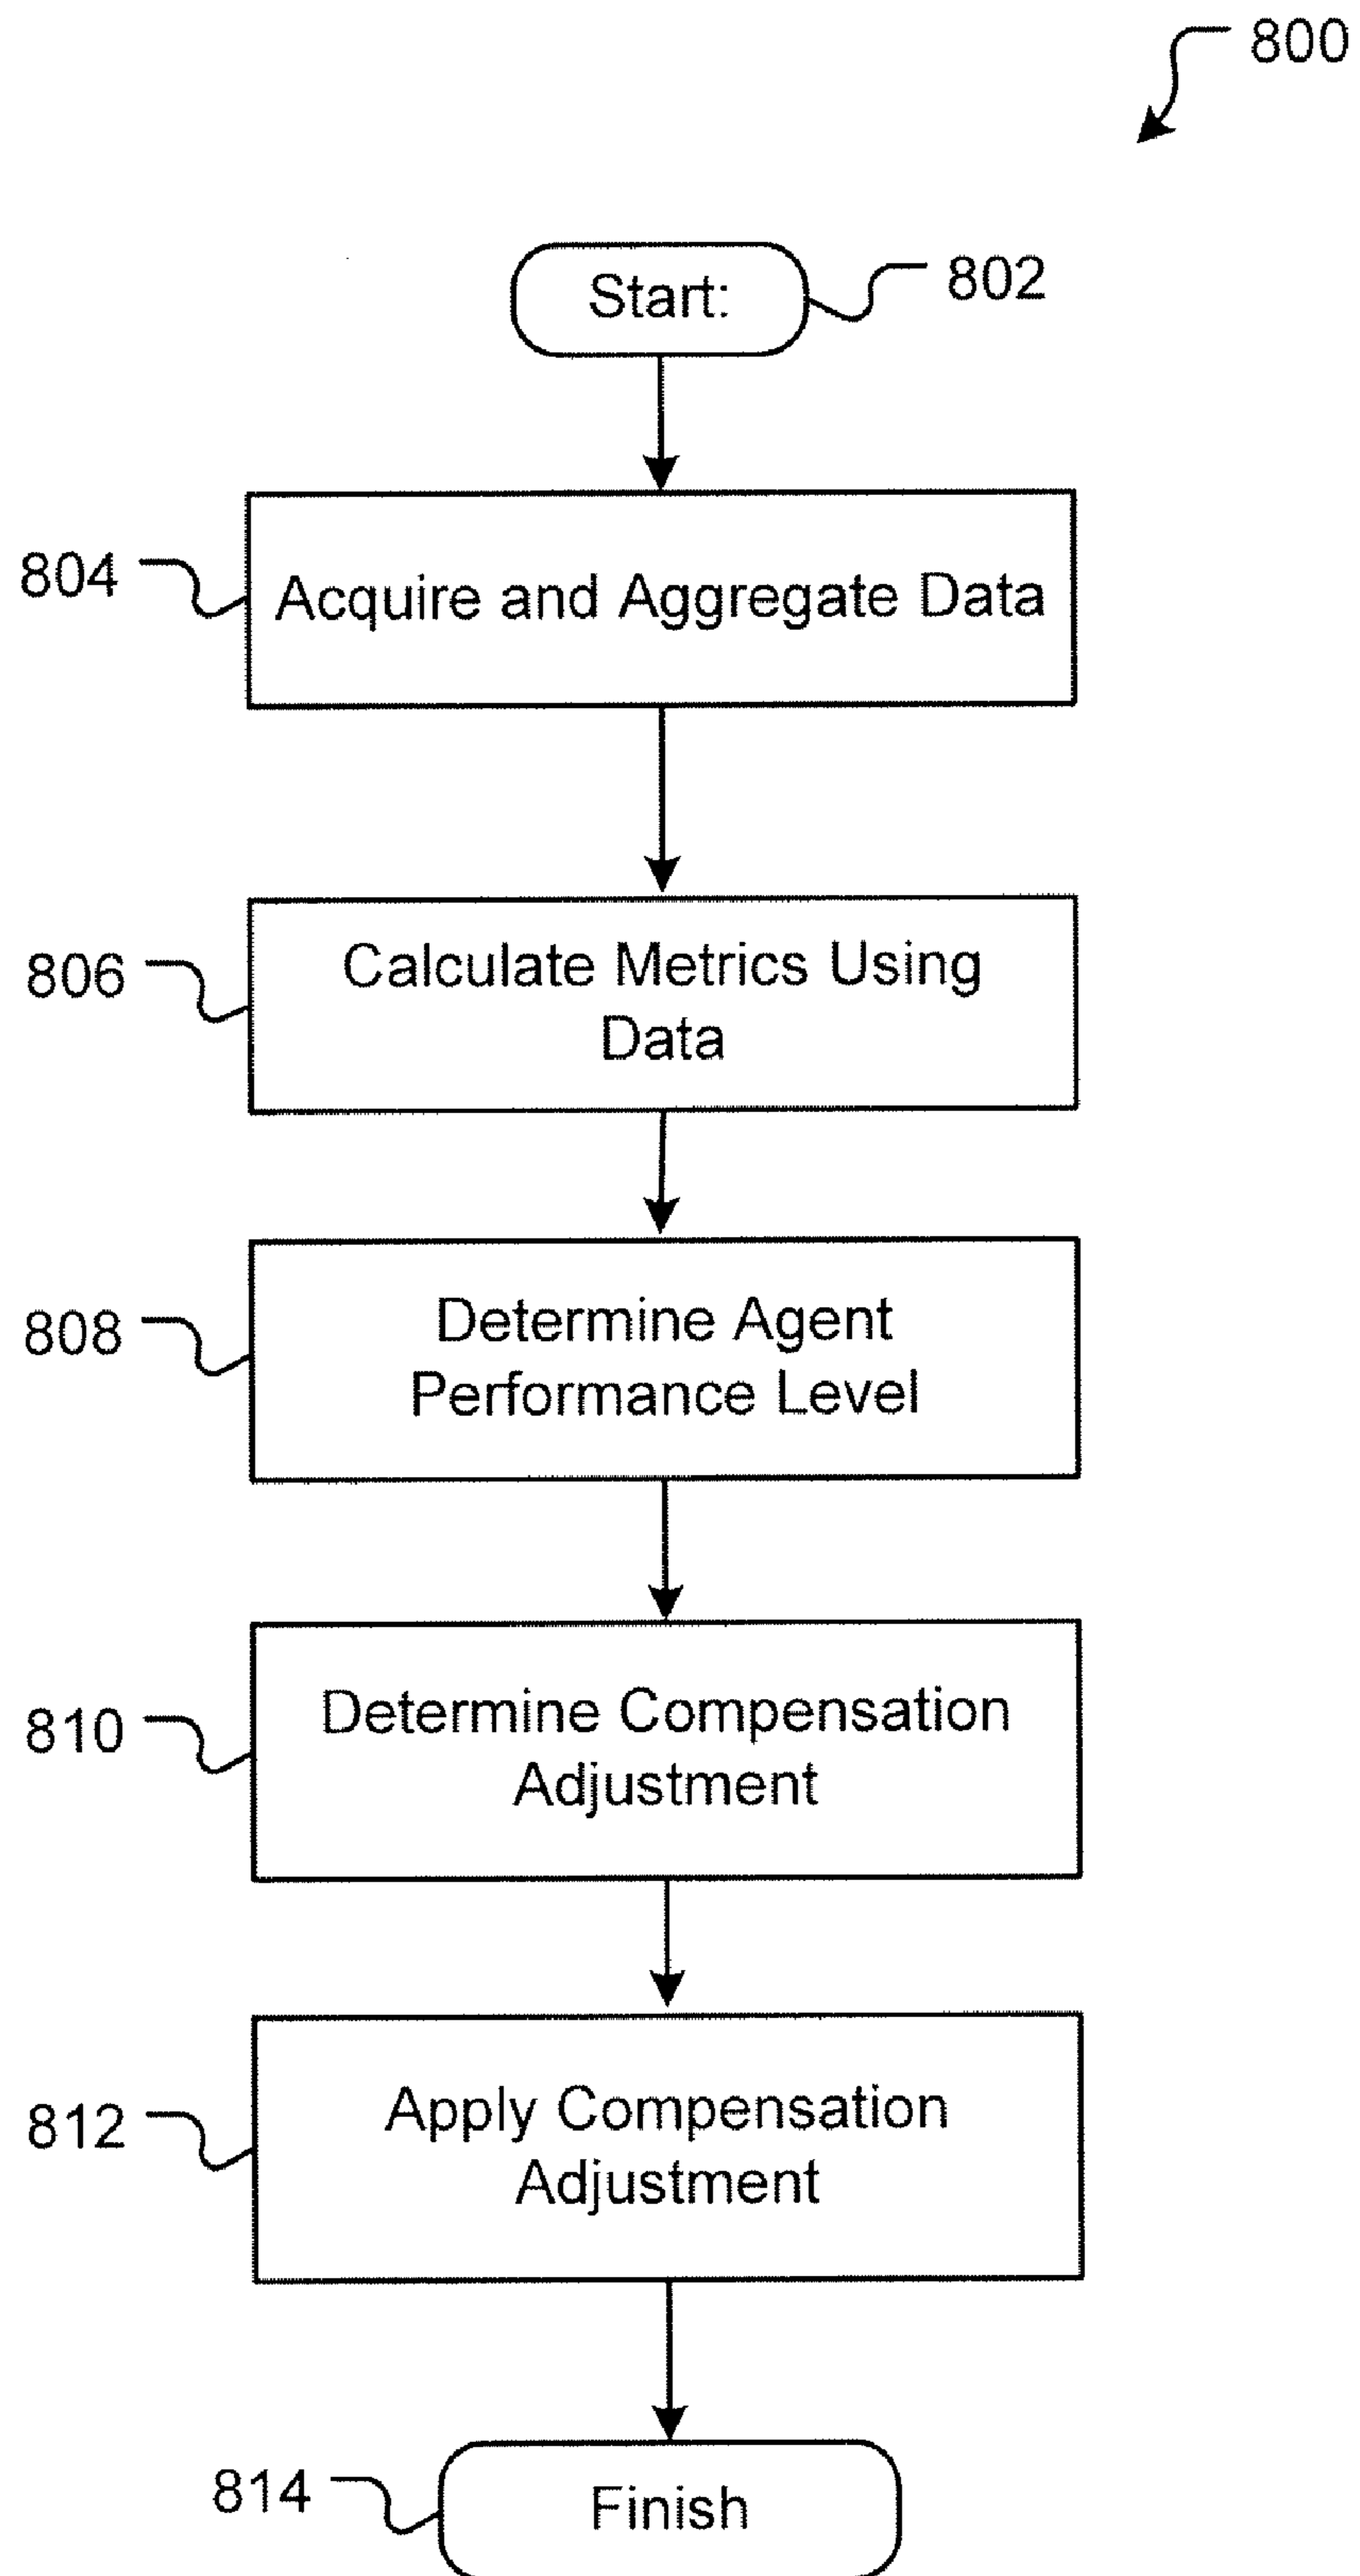 800
Start:
802
804
Acquire and Aggregate Data
806
Calculate Metrics Using
Data
808
Determine Agent
Performance Level
810
Determine Compensation
Adjustment
812
Apply Compensation
Adjustment
814
Finish